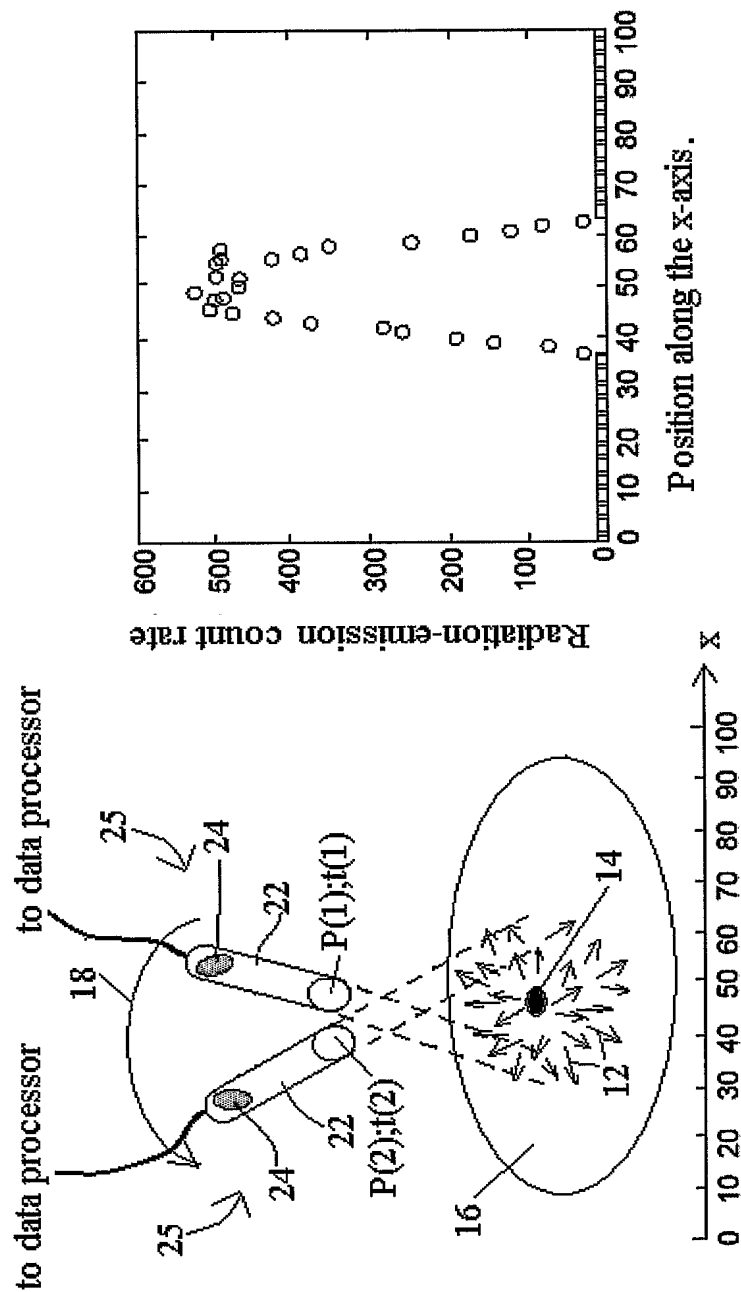 to data processor
to data processor
18
25
24
22
P(1);t(1)
25
24
22
P(2);t(2)
16
12
14
0 10 20 30 40 50 60 70 80 90 100
x
Radiation-emission count rate
600
500
400
300
200
100
0
0 10 20 30 40 50 60 70 80 90 100
Position along the x-axis.